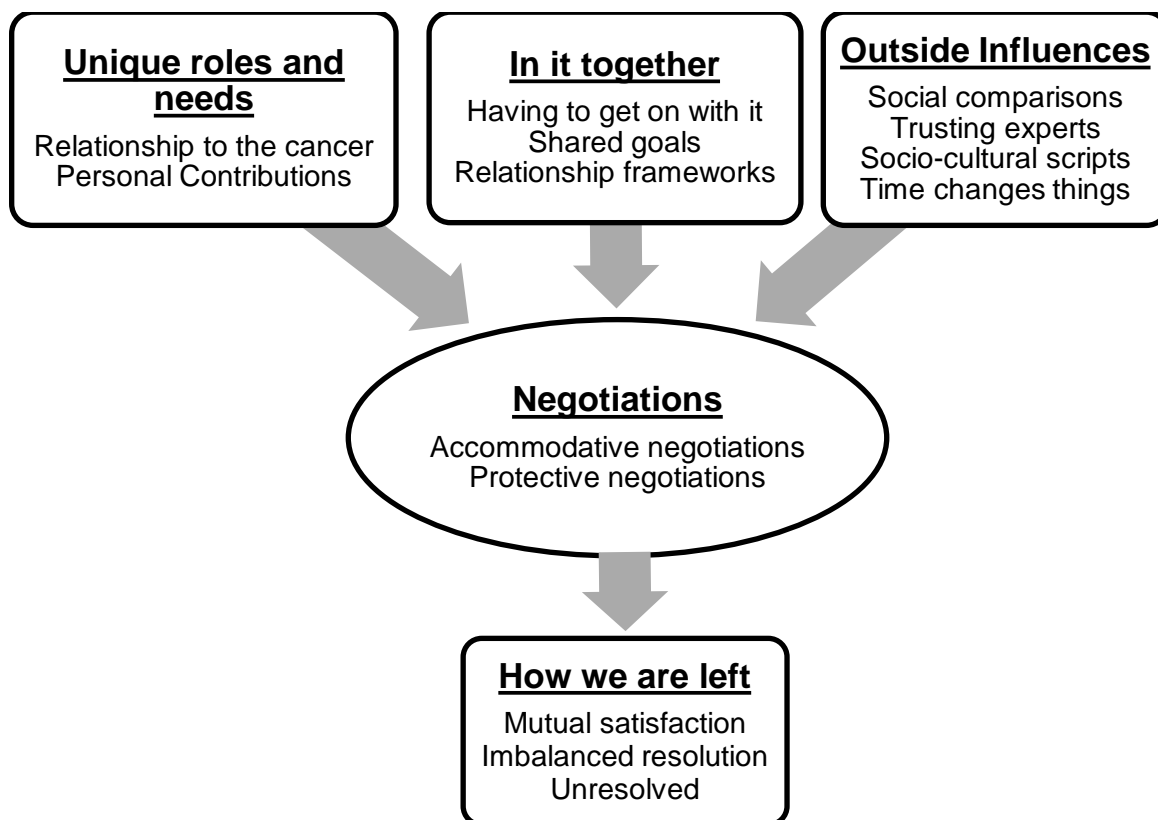 Unique roles and
needs
Relationship to the cancer
Personal Contributions
In it together
Having to get on with it
Shared goals
Relationship frameworks
Outside Influences
Social comparisons
Trusting experts
Socio-cultural scripts
Time changes things
Negotiations
Accommodative negotiations
Protective negotiations
How we are left
Mutual satisfaction
Imbalanced resolution
Unresolved